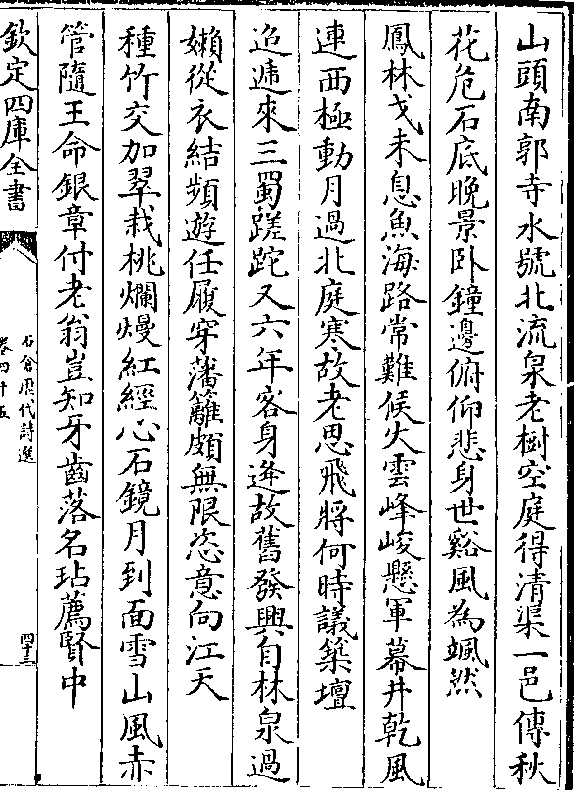 山頭南郭寺水號北流泉老樹空庭得清渠一邑傳秋
花危石底晚景卧鐘邊俯仰悲身世谿風為颯然
鳳林戈未息魚海路常難候火雲峰峻懸軍幕井乾風
連西極動月過北庭寒故老思飛將何時議築壇
迢遞來三蜀蹉跎又六年客身逢故舊發興自林泉過
嬾從衣結頻遊任履穿藩籬頗無限恣意向江天
種竹交加翠栽桃爛熳紅經心石鏡月到面雪山風赤
管隨王命銀章付老翁豈知牙齒落名玷薦賢中
欽定四庫全書
石倉歷代詩選
卷四十五
四十三